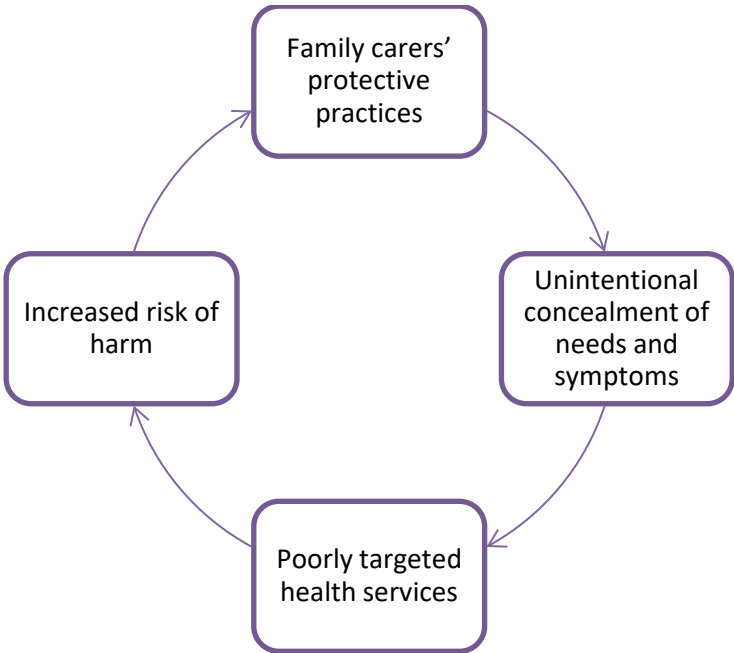 Family carers’
protective
practices
Unintentional
concealment of
needs and
symptoms
Poorly targeted
health services
Increased risk of
harm